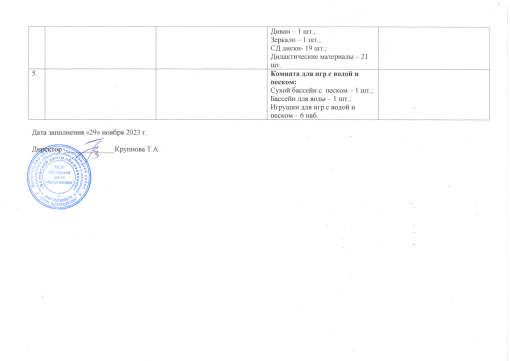 Диван – 1 шт.;
Зеркало – 1 шт.;
СД диски- 19 шт.;
Дидактические материалы – 21
шт.
5.
Комната для игр с водой и
песком:
Сухой бассейн с песком – 1 шт.;
Бассейн для воды – 1 шт.;
Игрушки для игр с водой и
песком – 6 наб.
Дата заполнения «29» ноября 2023 г.
Директор Крупнова Т.А.